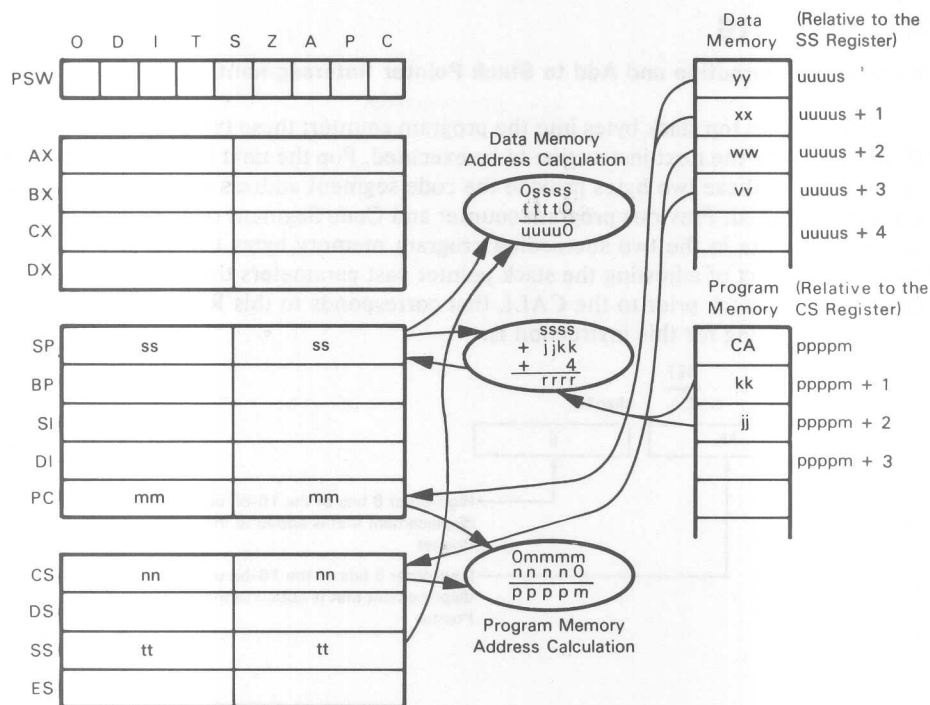 O D I T S Z A P C
PSW
AX
BX
CX
DX
SP ss ss
BP
SI
DI
PC mm mm
CS nn nn
DS
SS tt tt
ES
Data Memory
Address Calculation
0ssss
tttt0
uuuu0
ssss
+ jjkk
+ 4
rrrr
0mmmm
nnnn0
ppppm
Program Memory
Address Calculation
Data
Memory
(Relative to the
SS Register)
yy uuuus
xx uuuus + 1
ww uuuus + 2
vv uuuus + 3
uuuus + 4
Program
Memory
(Relative to the
CS Register)
CA ppppm
kk ppppm + 1
jj ppppm + 2
ppppm + 3